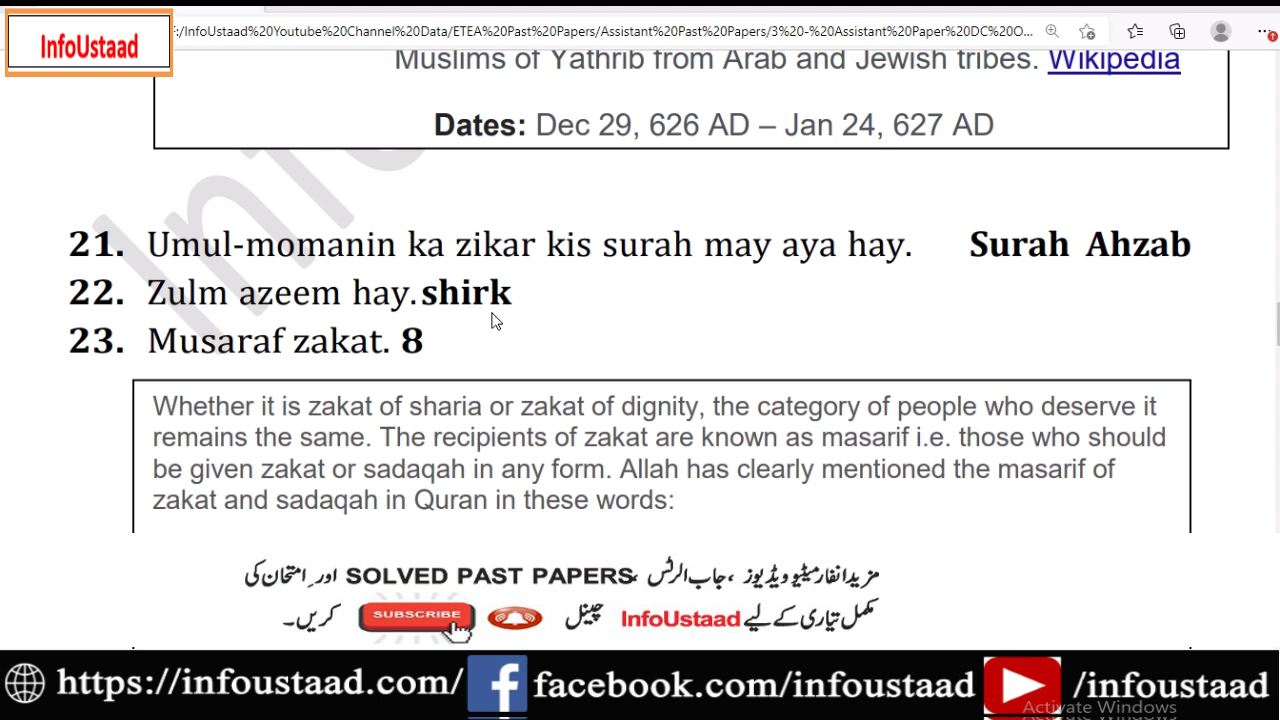 InfoUstaad
F:/InfoUstaad%20Youtube%20Channel%20Data/ETEA%20Past%20Papers/Assistant%20Past%20Papers/3%20-%20Assistant%20Paper%20DC%20O...
Muslims of Yathrib from Arab and Jewish tribes. Wikipedia
Dates: Dec 29, 626 AD – Jan 24, 627 AD
21. Umul-momanin ka zikar kis surah may aya hay. Surah Ahzab
22. Zulm azeem hay. shirk
23. Musaraf zakat. 8
Whether it is zakat of sharia or zakat of dignity, the category of people who deserve it
remains the same. The recipients of zakat are known as masarif i.e. those who should
be given zakat or sadaqah in any form. Allah has clearly mentioned the masarif of
zakat and sadaqah in Quran in these words:
مزید انفارمیٹیو ویڈیوز، جاب الرٹس، SOLVED PAST PAPERS اور امتحان کی
مکمل تیاری کے لیے InfoUstaad چینل SUBSCRIBE کریں۔
https://infoustaad.com/ facebook.com/infoustaad /infoustaad
Activate Windows